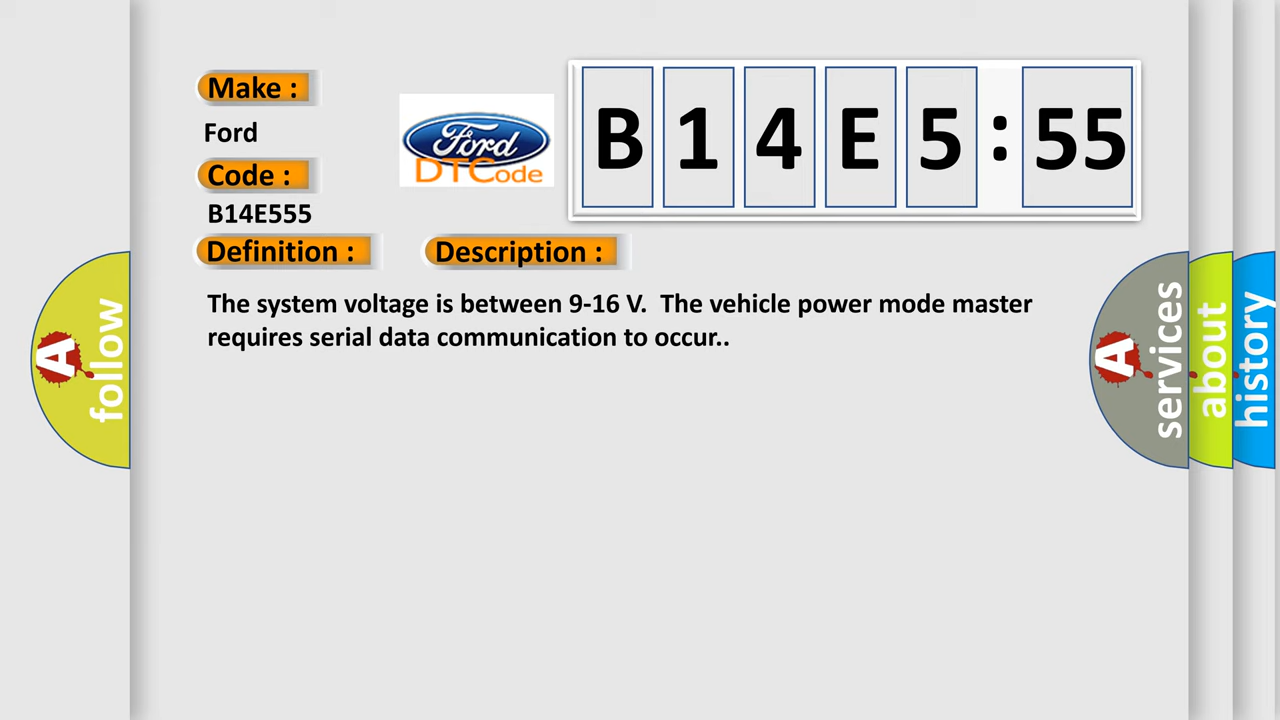 Make :
Ford
Code :
B14E555
Ford
DTCode
B 1 4 E 5 : 55
Definition :
Description :
The system voltage is between 9-16 V  The vehicle power mode master
requires serial data communication to occur..
A follow
A services
about
history